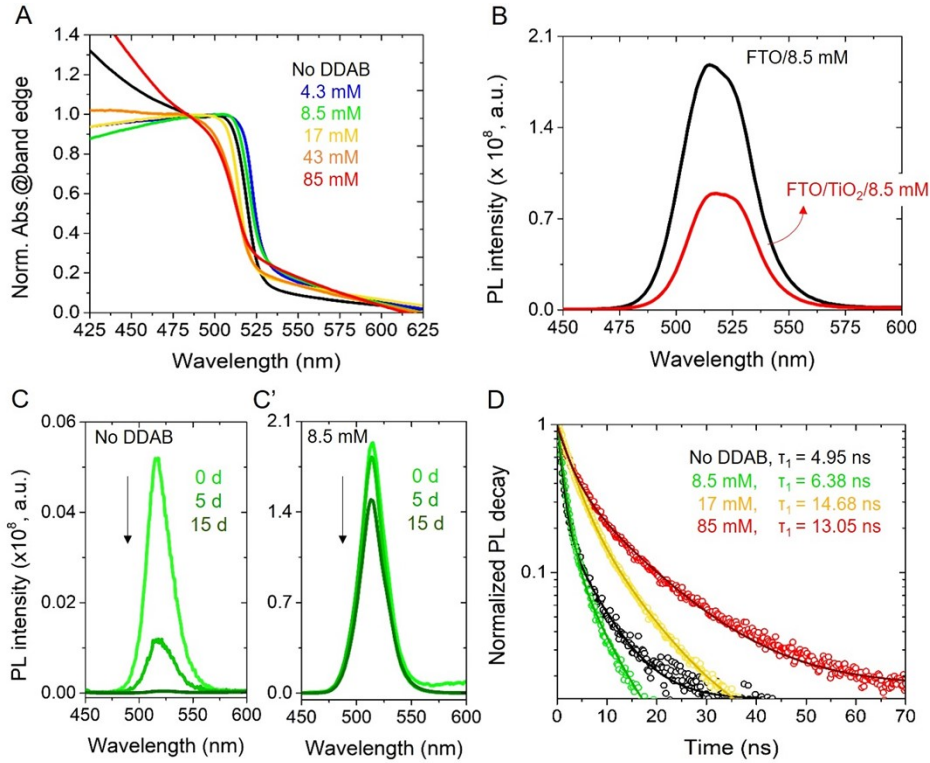 A
Norm. Abs.@band edge
1.4
1.2
1.0
0.8
0.6
0.4
0.2
0.0
No DDAB
4.3 mM
8.5 mM
17 mM
43 mM
85 mM
425 450 475 500 525 550 575 600 625
Wavelength (nm)
B
PL intensity (x 10⁸, a.u.)
2.1
1.4
0.7
0.0
FTO/8.5 mM
FTO/TiO₂/8.5 mM
450 475 500 525 550 575 600
Wavelength (nm)
C
PL intensity (x10⁸, a.u.)
0.06
0.04
0.02
0.00
No DDAB
0 d
5 d
15 d
450 500 550 600
Wavelength (nm)
C'
2.1
1.4
0.7
0.0
8.5 mM
0 d
5 d
15 d
450 500 550 600
Wavelength (nm)
D
Normalized PL decay
1
0.1
No DDAB, τ₁ = 4.95 ns
8.5 mM, τ₁ = 6.38 ns
17 mM, τ₁ = 14.68 ns
85 mM, τ₁ = 13.05 ns
0 10 20 30 40 50 60 70
Time (ns)